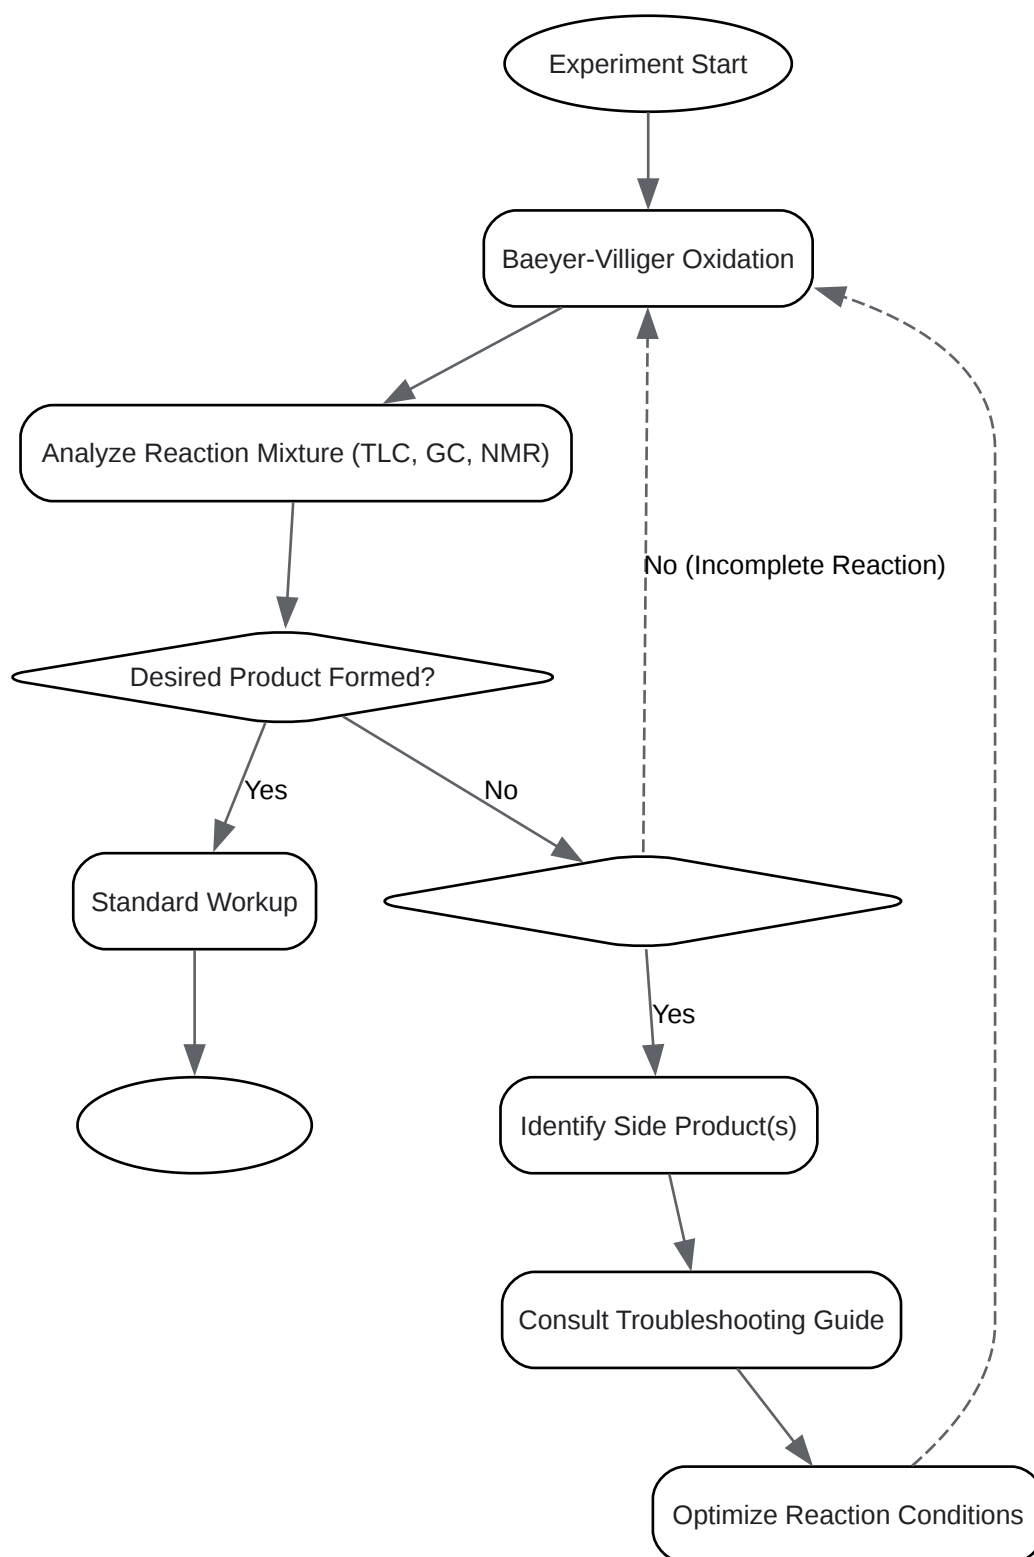 Experiment Start
Baeyer-Villiger Oxidation
Analyze Reaction Mixture (TLC, GC, NMR)
No (Incomplete Reaction)
Desired Product Formed?
Yes
No
Standard Workup
Yes
Identify Side Product(s)
Consult Troubleshooting Guide
Optimize Reaction Conditions